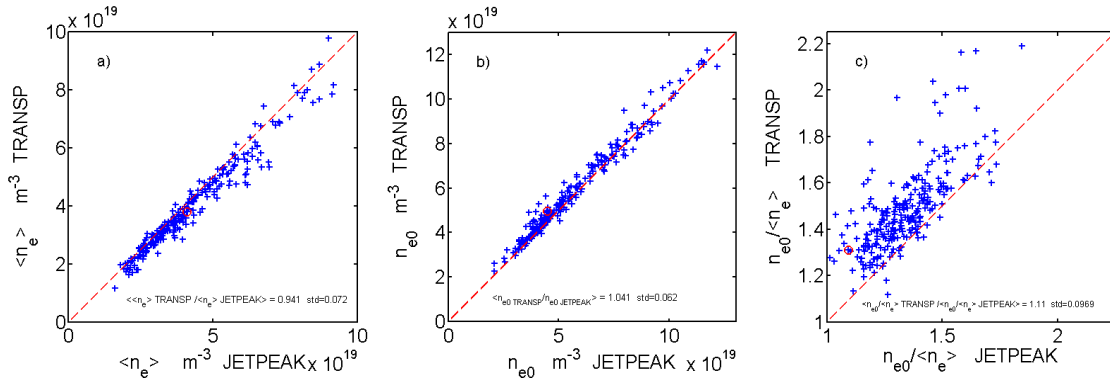 x 10^19
10
8
6
4
2
0
<n_e> m^-3 TRANSP
a)
<<n_e> TRANSP /<n_e> JETPEAK> = 0.941 std=0.072
0 5 10
<n_e> m^-3 JETPEAK x 10^19
x 10^19
12
10
8
6
4
2
0
n_e0 m^-3 TRANSP
b)
<n_e0 TRANSP/n_e0 JETPEAK> = 1.041 std=0.062
0 5 10
n_e0 m^-3 JETPEAK x 10^19
2.2
2
1.8
1.6
1.4
1.2
1
n_e0/<n_e> TRANSP
c)
<n_e0/<n_e> TRANSP /<n_e0/<n_e> JETPEAK> = 1.11 std=0.0969
1 1.5 2
n_e0/<n_e> JETPEAK